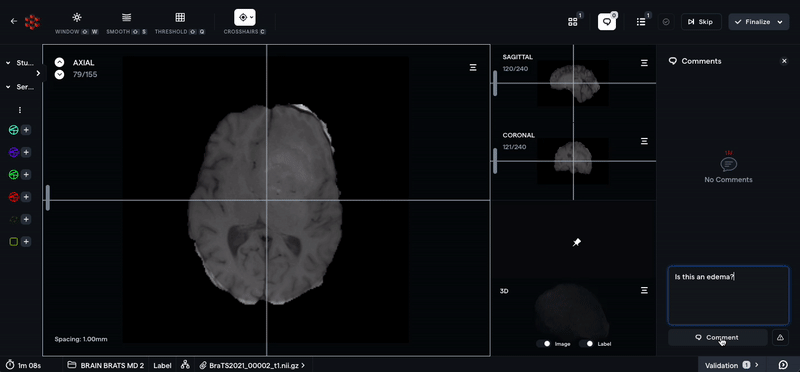 1
0
1
Skip
Finalize
WINDOW W
SMOOTH S
THRESHOLD Q
CROSSHAIRS C
Stu...
Ser...
AXIAL
79/155
SAGITTAL
120/240
CORONAL
121/240
3D
Image
Label
Spacing: 1.00mm
Comments
No Comments
Is this an edema?
Comment
1m 08s
BRAIN BRATS MD 2
Label
BraTS2021_00002_t1.nii.gz
Validation
1